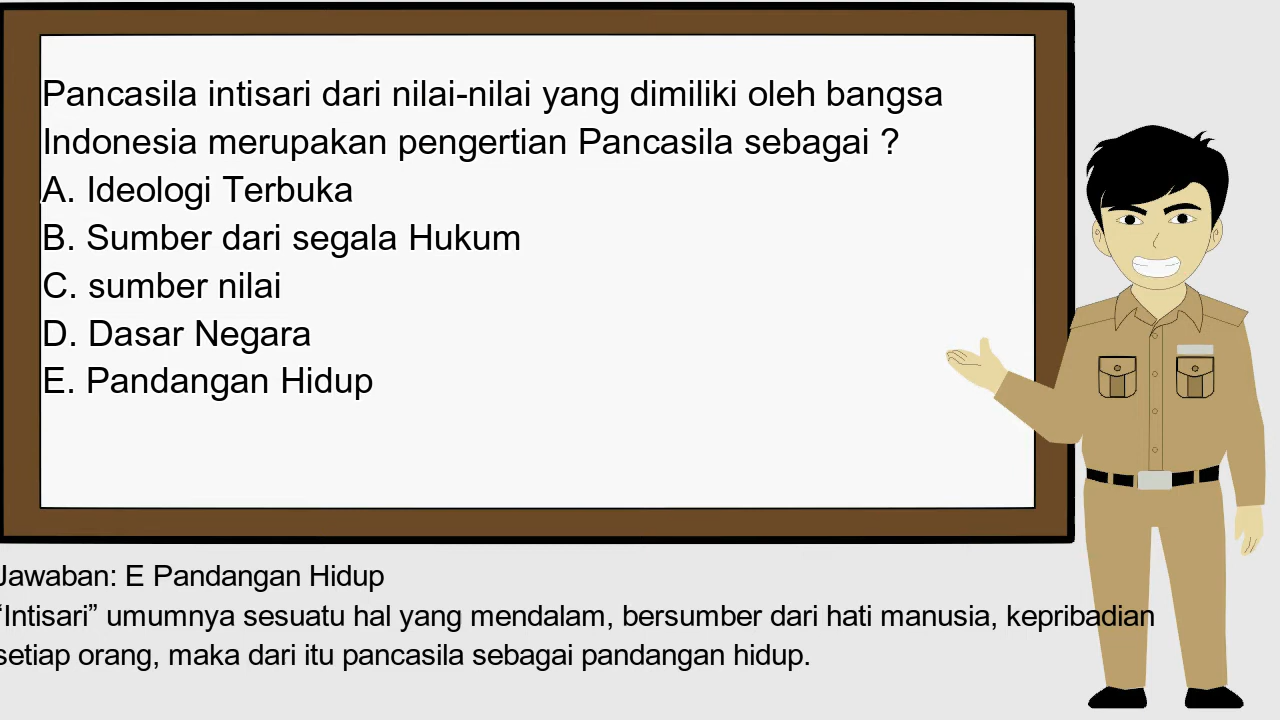 Pancasila intisari dari nilai-nilai yang dimiliki oleh bangsa
Indonesia merupakan pengertian Pancasila sebagai ?
A. Ideologi Terbuka
B. Sumber dari segala Hukum
C. sumber nilai
D. Dasar Negara
E. Pandangan Hidup
Jawaban: E Pandangan Hidup
“Intisari” umumnya sesuatu hal yang mendalam, bersumber dari hati manusia, kepribadian
setiap orang, maka dari itu pancasila sebagai pandangan hidup.